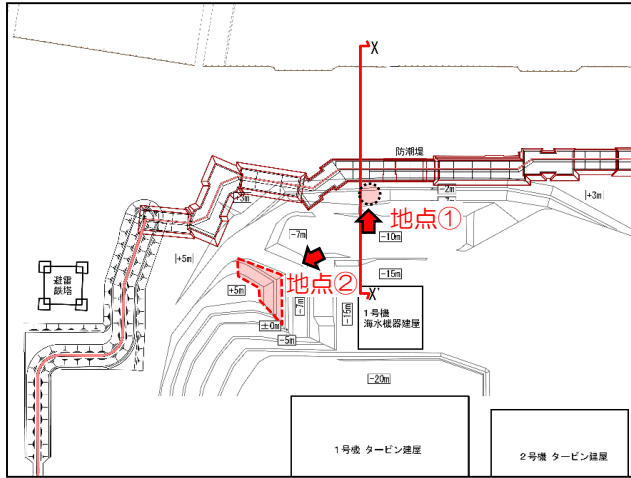 X
防潮堤
-2m
+3m
+3m
地点①
-7m
-10m
+5m
地点②
-15m
避雷
鉄塔
+5m
X'
-7m
-15m
1号機
海水機器建屋
±0m
-5m
-20m
1号機 タービン建屋
2号機 タービン建屋